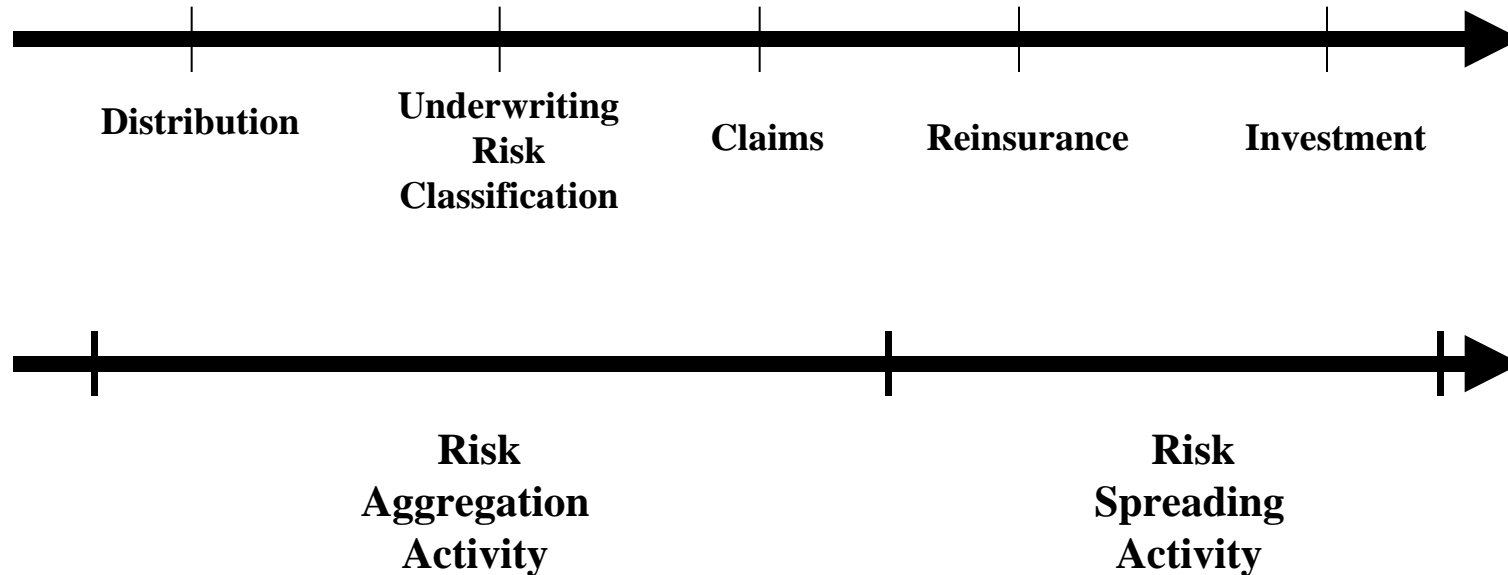 Distribution
Underwriting
Risk
Classification
Claims
Reinsurance
Investment
Risk
Aggregation
Activity
Risk
Spreading
Activity